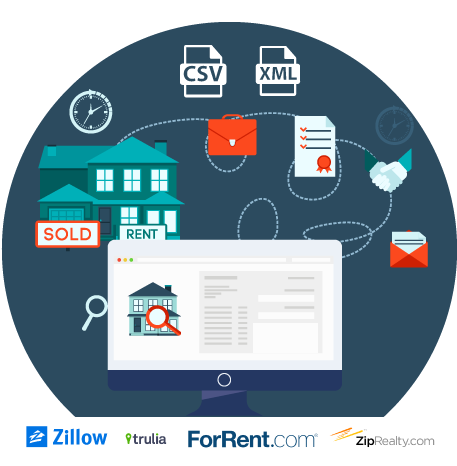 CSV
XML
SOLD
RENT
Zillow
trulia
ForRent.com®
ZipRealty.com